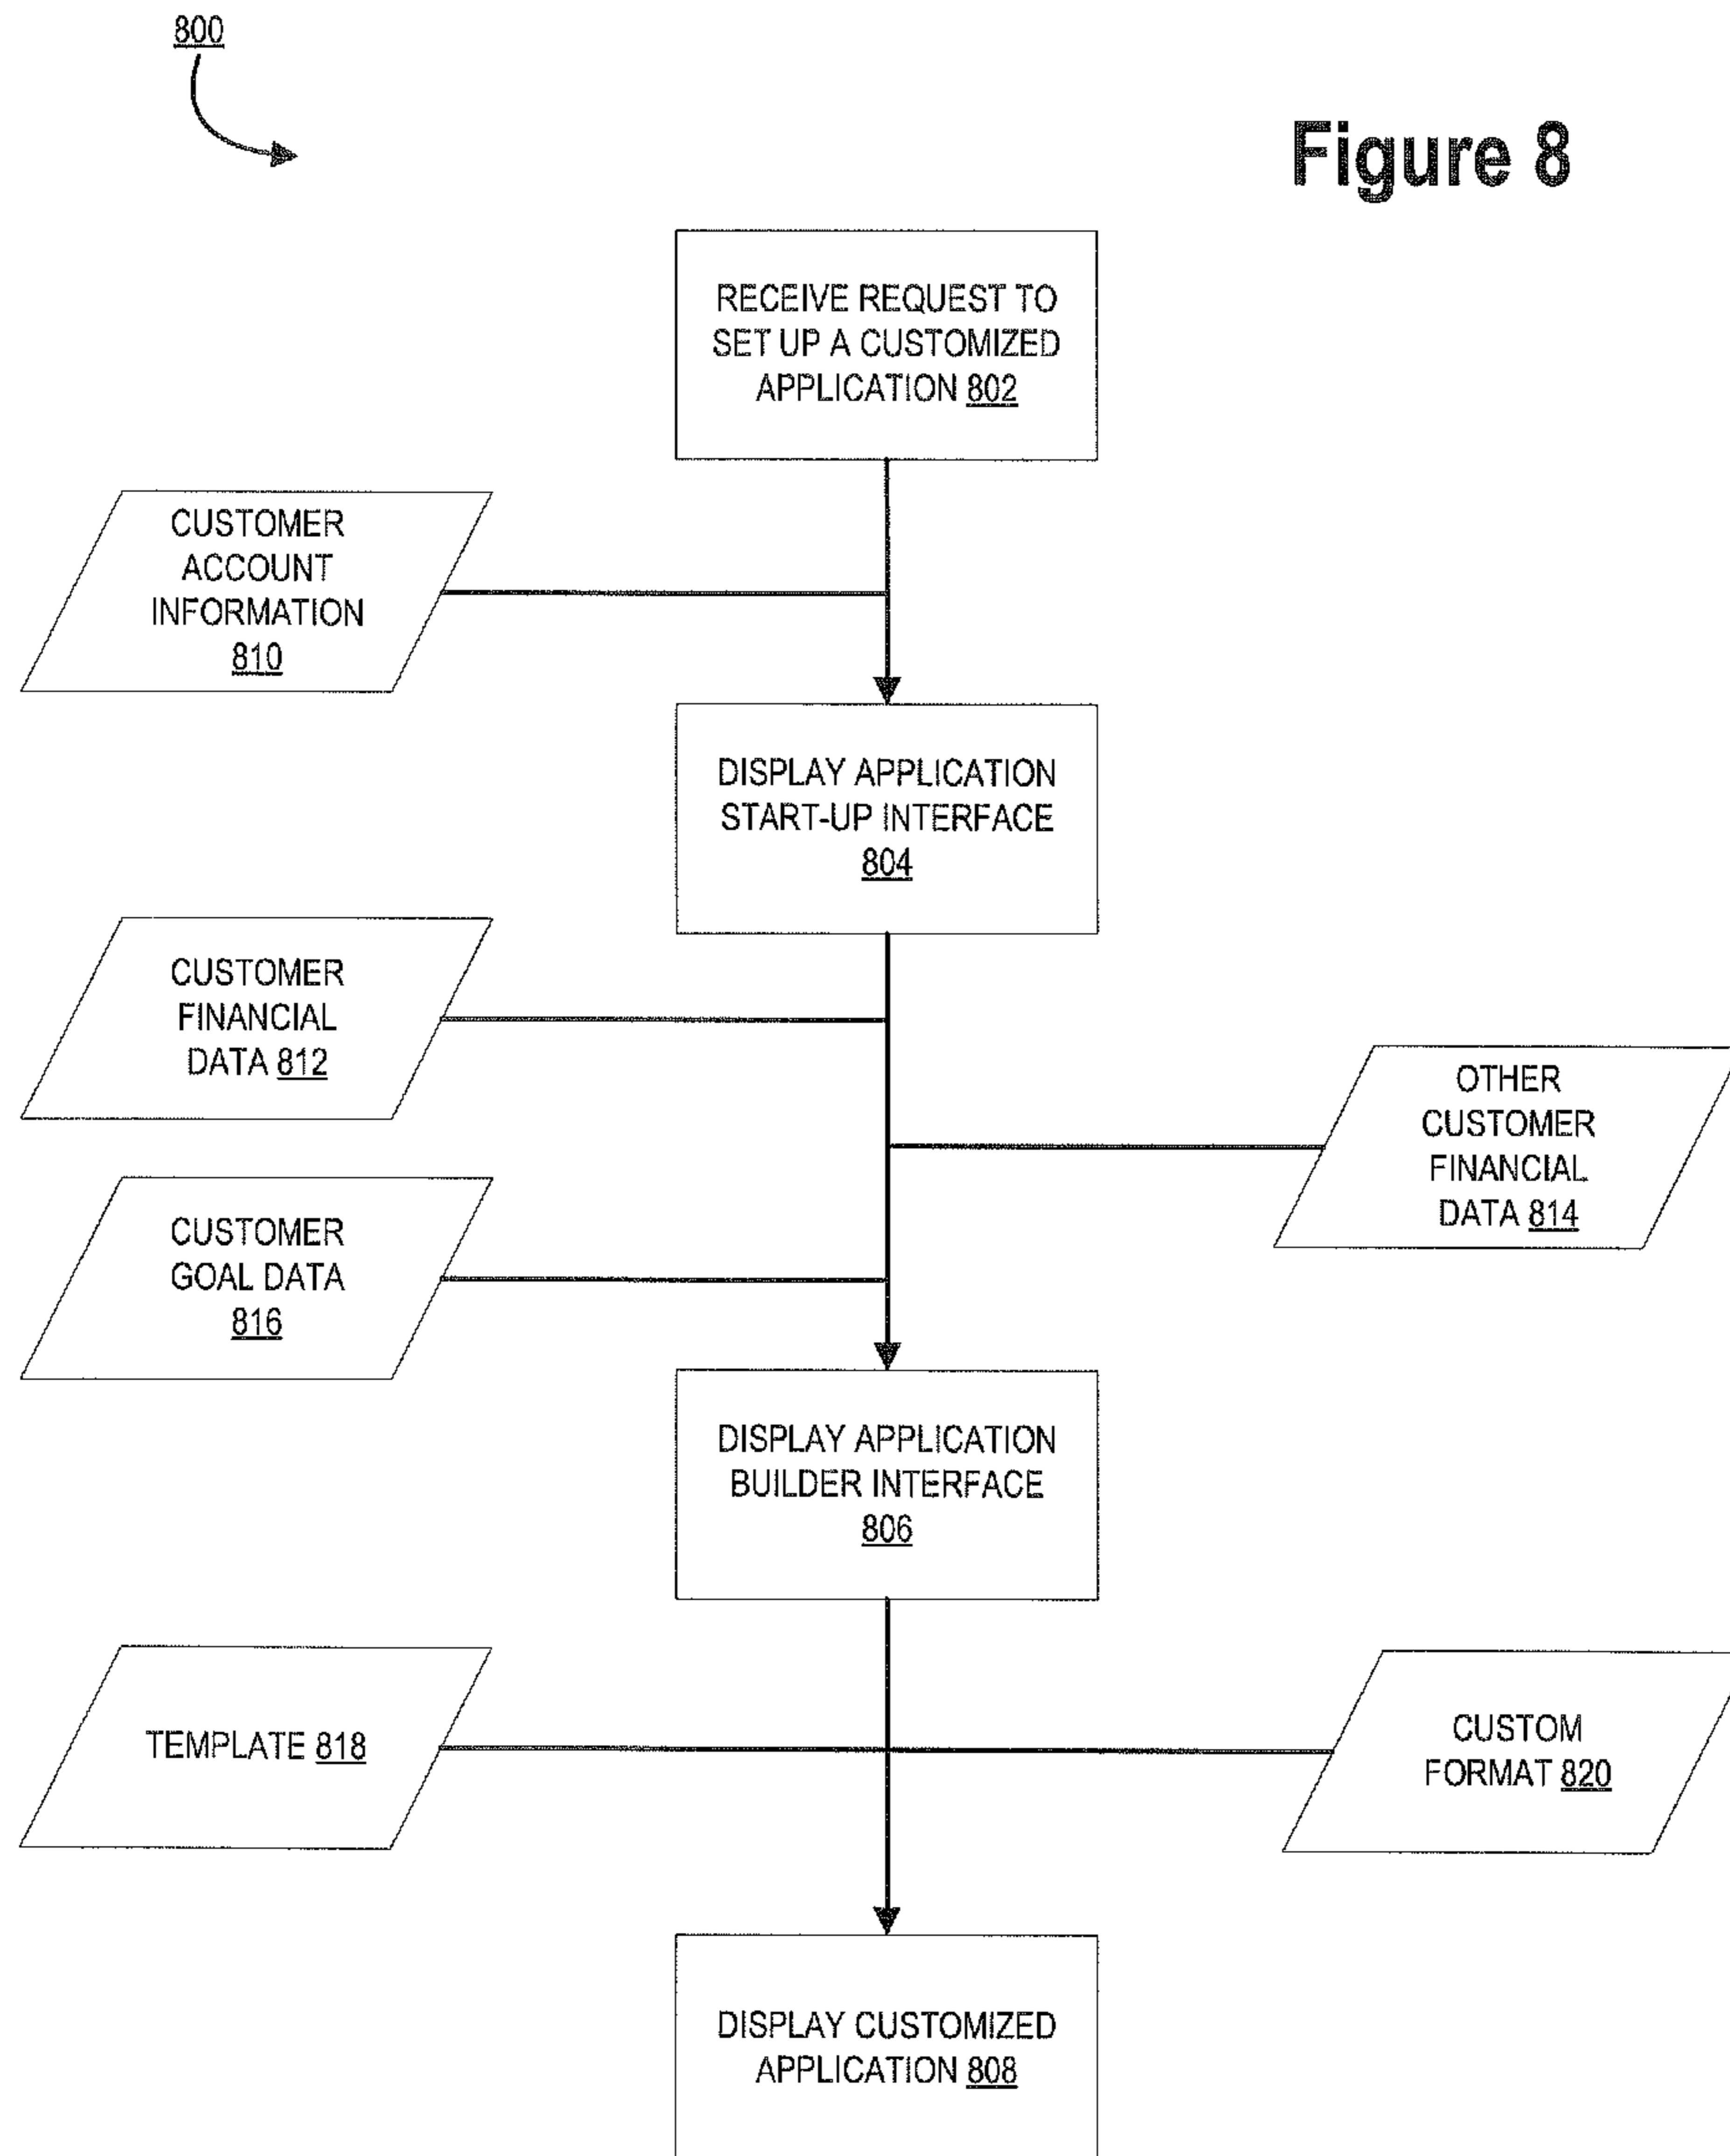 800
Figure 8
RECEIVE REQUEST TO
SET UP A CUSTOMIZED
APPLICATION 802
CUSTOMER
ACCOUNT
INFORMATION
810
DISPLAY APPLICATION
START-UP INTERFACE
804
CUSTOMER
FINANCIAL
DATA 812
OTHER
CUSTOMER
FINANCIAL
DATA 814
CUSTOMER
GOAL DATA
816
DISPLAY APPLICATION
BUILDER INTERFACE
806
TEMPLATE 818
CUSTOM
FORMAT 820
DISPLAY CUSTOMIZED
APPLICATION 808